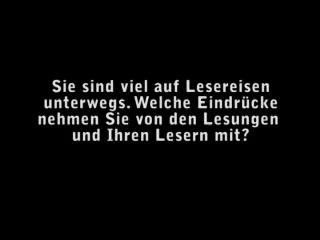 Sie sind viel auf Lesereisen
unterwegs. Welche Eindrücke
nehmen Sie von den Lesungen
und Ihren Lesern mit?